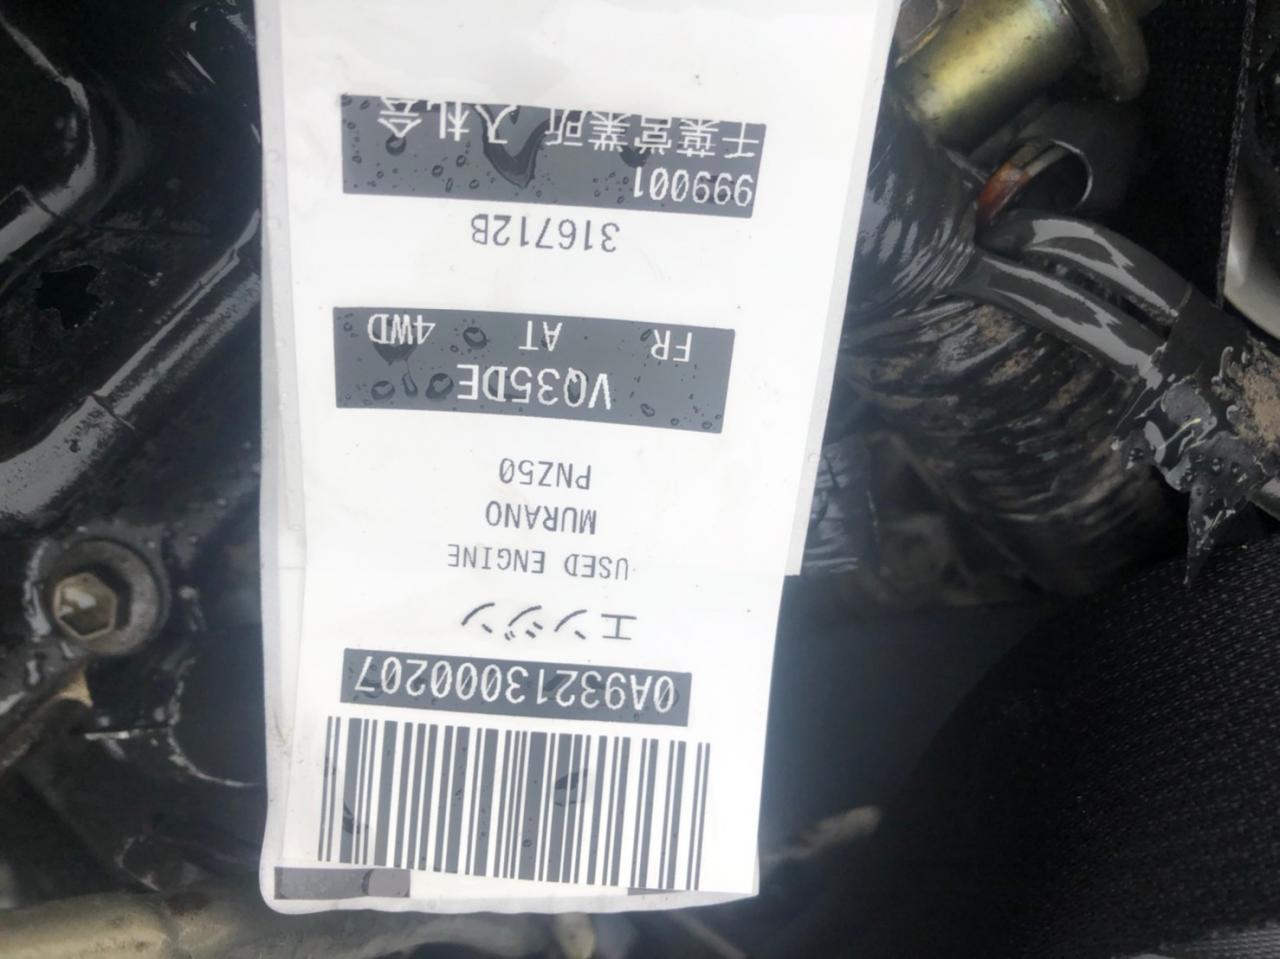 0A93213000207
エンジン
USED ENGINE
MURANO
PNZ50
VQ35DE
FR AT 4WD
316712B
999001
千葉営業所 入札会